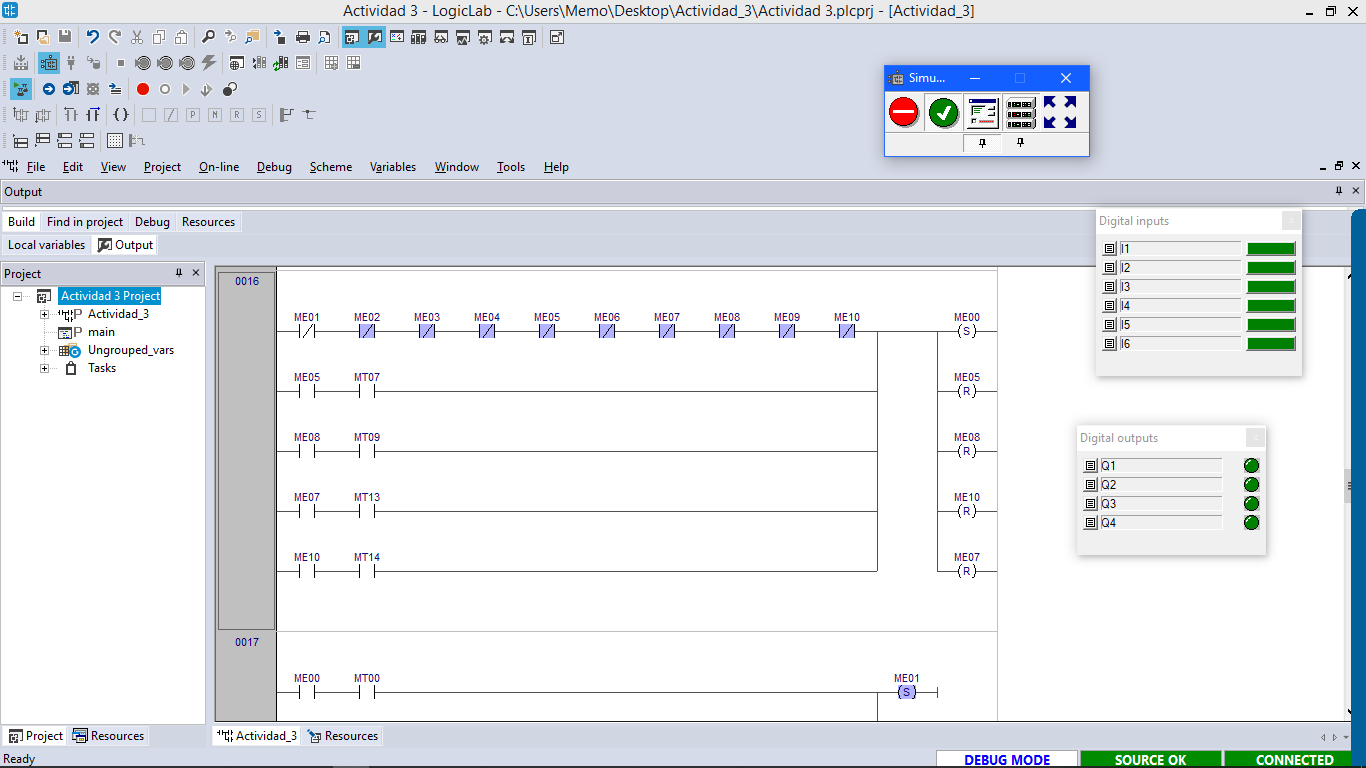 Actividad 3 - LogicLab - C:\Users\Memo\Desktop\Actividad_3\Actividad 3.plcprj - [Actividad_3]
Simu...
File Edit View Project On-line Debug Scheme Variables Window Tools Help
Output
Build Find in project Debug Resources
Local variables Output
Project
Actividad 3 Project
Actividad_3
main
Ungrouped_vars
Tasks
0016
ME01 ME02 ME03 ME04 ME05 ME06 ME07 ME08 ME09 ME10 ME00
S
ME05 MT07 ME05
R
ME08 MT09 ME08
R
ME07 MT13 ME10
R
ME10 MT14 ME07
R
0017
ME00 MT00 ME01
S
Digital inputs
I1
I2
I3
I4
I5
I6
Digital outputs
Q1
Q2
Q3
Q4
Project Resources
Actividad_3 Resources
Ready
DEBUG MODE SOURCE OK CONNECTED